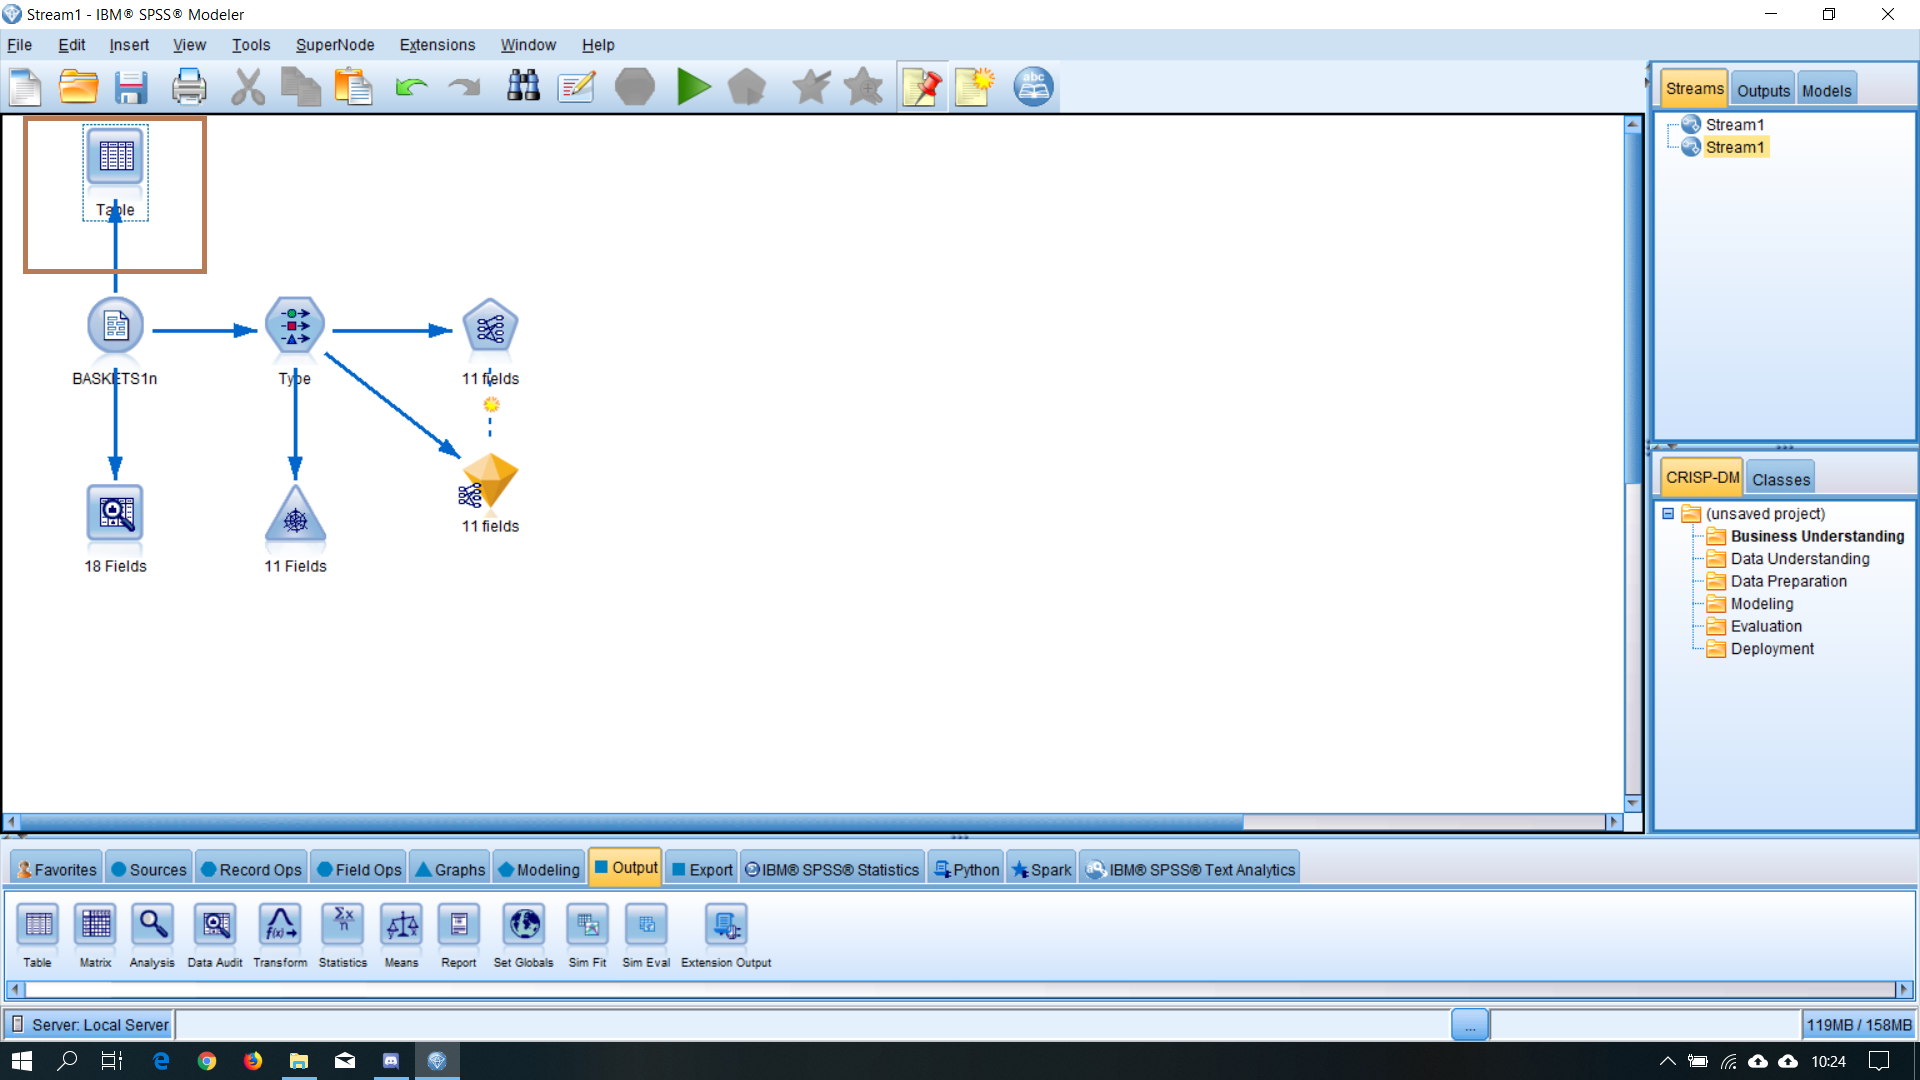 Stream1 - IBM® SPSS® Modeler
File Edit Insert View Tools SuperNode Extensions Window Help
abc
Streams Outputs Models
Stream1
Stream1
Table
BASKETS1n
Type
11 fields
11 fields
18 Fields
11 Fields
CRISP-DM Classes
(unsaved project)
Business Understanding
Data Understanding
Data Preparation
Modeling
Evaluation
Deployment
Favorites Sources Record Ops Field Ops Graphs Modeling Output Export IBM® SPSS® Statistics Python Spark IBM® SPSS® Text Analytics
f(x) Σx n
Table Matrix Analysis Data Audit Transform Statistics Means Report Set Globals Sim Fit Sim Eval Extension Output
Server: Local Server ... 119MB / 158MB
10:24